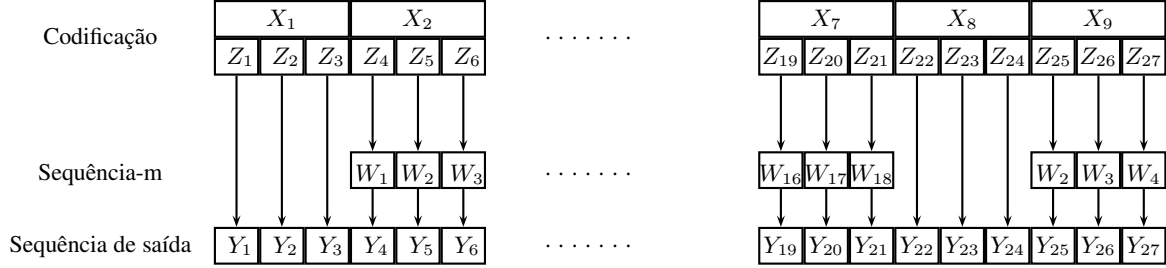 Codificação
X₁ X₂ ....... X₇ X₈ X₉
Z₁ Z₂ Z₃ Z₄ Z₅ Z₆ Z₁₉ Z₂₀ Z₂₁ Z₂₂ Z₂₃ Z₂₄ Z₂₅ Z₂₆ Z₂₇
Sequência-m W₁ W₂ W₃ ....... W₁₆ W₁₇ W₁₈ W₂ W₃ W₄
Sequência de saída Y₁ Y₂ Y₃ Y₄ Y₅ Y₆ ....... Y₁₉ Y₂₀ Y₂₁ Y₂₂ Y₂₃ Y₂₄ Y₂₅ Y₂₆ Y₂₇